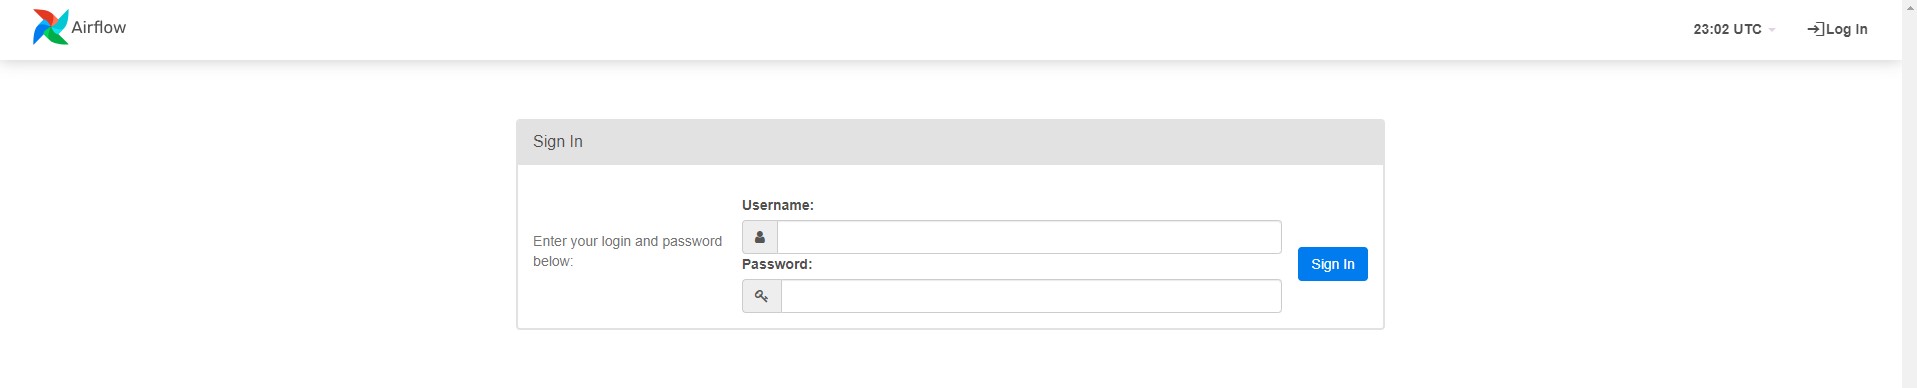 Airflow
23:02 UTC
Log In
Sign In
Enter your login and password
below:
Username:
Password:
Sign In